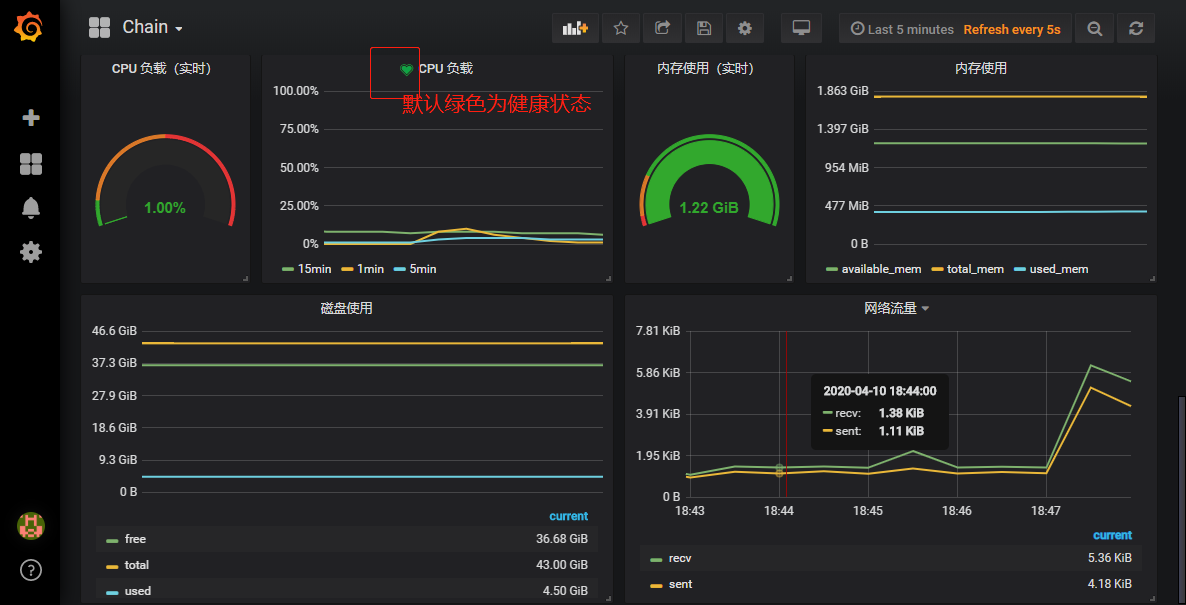 Chain
Last 5 minutes Refresh every 5s
CPU 负载（实时）
1.00%
CPU 负载
默认绿色为健康状态
100.00%
75.00%
50.00%
25.00%
0%
15min 1min 5min
内存使用（实时）
1.22 GiB
内存使用
1.863 GiB
1.397 GiB
954 MiB
477 MiB
0 B
available_mem total_mem used_mem
磁盘使用
46.6 GiB
37.3 GiB
27.9 GiB
18.6 GiB
9.3 GiB
0 B
current
free 36.68 GiB
total 43.00 GiB
used 4.50 GiB
网络流量
7.81 KiB
5.86 KiB
3.91 KiB
1.95 KiB
0 B
2020-04-10 18:44:00
recv: 1.38 KiB
sent: 1.11 KiB
18:43 18:44 18:45 18:46 18:47
current
recv 5.36 KiB
sent 4.18 KiB